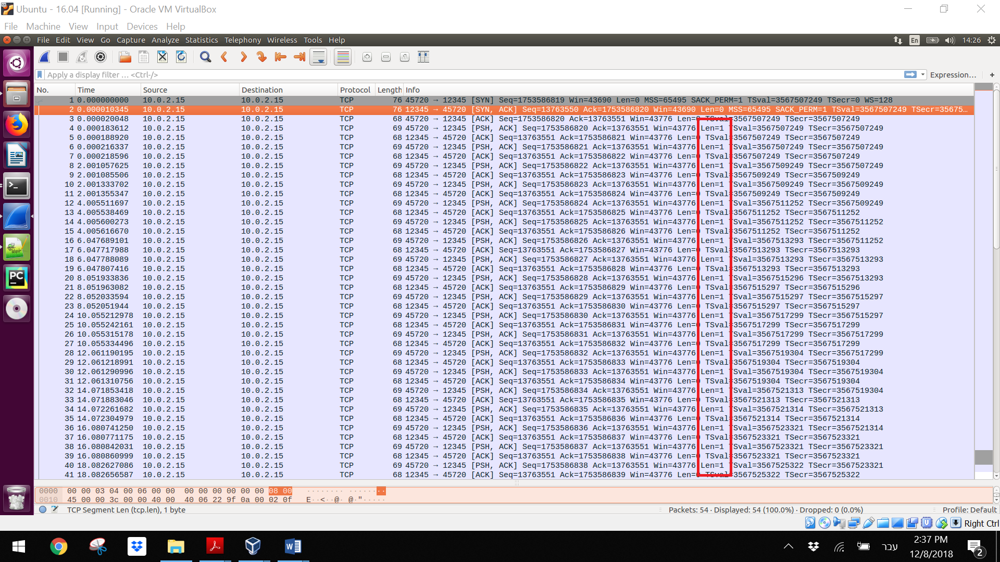 Ubuntu - 16.04 [Running] - Oracle VM VirtualBox
File Machine View Input Devices Help
File Edit View Go Capture Analyze Statistics Telephony Wireless Tools Help En 14:26
Apply a display filter … <Ctrl-/> Expression… +
No. Time Source Destination Protocol Length Info
1 0.000000000 10.0.2.15 10.0.2.15 TCP 76 45720 → 12345 [SYN] Seq=1753586819 Win=43690 Len=0 MSS=65495 SACK_PERM=1 TSval=3567507249 TSecr=0 WS=128
2 0.000010345 10.0.2.15 10.0.2.15 TCP 76 12345 → 45720 [SYN, ACK] Seq=13763550 Ack=1753586820 Win=43690 Len=0 MSS=65495 SACK_PERM=1 TSval=3567507249 TSecr=35675…
3 0.000020048 10.0.2.15 10.0.2.15 TCP 68 45720 → 12345 [ACK] Seq=1753586820 Ack=13763551 Win=43776 Len=0 TSval=3567507249 TSecr=3567507249
4 0.000183612 10.0.2.15 10.0.2.15 TCP 69 45720 → 12345 [PSH, ACK] Seq=1753586820 Ack=13763551 Win=43776 Len=1 TSval=3567507249 TSecr=3567507249
5 0.000188920 10.0.2.15 10.0.2.15 TCP 68 12345 → 45720 [ACK] Seq=13763551 Ack=1753586821 Win=43776 Len=0 TSval=3567507249 TSecr=3567507249
6 0.000216337 10.0.2.15 10.0.2.15 TCP 69 45720 → 12345 [PSH, ACK] Seq=1753586821 Ack=13763551 Win=43776 Len=1 TSval=3567507249 TSecr=3567507249
7 0.000218596 10.0.2.15 10.0.2.15 TCP 68 12345 → 45720 [ACK] Seq=13763551 Ack=1753586822 Win=43776 Len=0 TSval=3567507249 TSecr=3567507249
8 2.001057625 10.0.2.15 10.0.2.15 TCP 69 45720 → 12345 [PSH, ACK] Seq=1753586822 Ack=13763551 Win=43776 Len=1 TSval=3567509249 TSecr=3567507249
9 2.001085506 10.0.2.15 10.0.2.15 TCP 68 12345 → 45720 [ACK] Seq=13763551 Ack=1753586823 Win=43776 Len=0 TSval=3567509249 TSecr=3567509249
10 2.001333702 10.0.2.15 10.0.2.15 TCP 69 45720 → 12345 [PSH, ACK] Seq=1753586823 Ack=13763551 Win=43776 Len=1 TSval=3567509249 TSecr=3567509249
11 2.001355347 10.0.2.15 10.0.2.15 TCP 68 12345 → 45720 [ACK] Seq=13763551 Ack=1753586824 Win=43776 Len=0 TSval=3567509249 TSecr=3567509249
12 4.005511697 10.0.2.15 10.0.2.15 TCP 69 45720 → 12345 [PSH, ACK] Seq=1753586824 Ack=13763551 Win=43776 Len=1 TSval=3567511252 TSecr=3567509249
13 4.005538469 10.0.2.15 10.0.2.15 TCP 68 12345 → 45720 [ACK] Seq=13763551 Ack=1753586825 Win=43776 Len=0 TSval=3567511252 TSecr=3567511252
14 4.005600273 10.0.2.15 10.0.2.15 TCP 69 45720 → 12345 [PSH, ACK] Seq=1753586825 Ack=13763551 Win=43776 Len=1 TSval=3567511252 TSecr=3567511252
15 4.005616670 10.0.2.15 10.0.2.15 TCP 68 12345 → 45720 [ACK] Seq=13763551 Ack=1753586826 Win=43776 Len=0 TSval=3567511252 TSecr=3567511252
16 6.047689101 10.0.2.15 10.0.2.15 TCP 69 45720 → 12345 [PSH, ACK] Seq=1753586826 Ack=13763551 Win=43776 Len=1 TSval=3567513293 TSecr=3567511252
17 6.047717988 10.0.2.15 10.0.2.15 TCP 68 12345 → 45720 [ACK] Seq=13763551 Ack=1753586827 Win=43776 Len=0 TSval=3567513293 TSecr=3567513293
18 6.047788089 10.0.2.15 10.0.2.15 TCP 69 45720 → 12345 [PSH, ACK] Seq=1753586827 Ack=13763551 Win=43776 Len=1 TSval=3567513293 TSecr=3567513293
19 6.047807416 10.0.2.15 10.0.2.15 TCP 68 12345 → 45720 [ACK] Seq=13763551 Ack=1753586828 Win=43776 Len=0 TSval=3567513293 TSecr=3567513293
20 8.051933836 10.0.2.15 10.0.2.15 TCP 69 45720 → 12345 [PSH, ACK] Seq=1753586828 Ack=13763551 Win=43776 Len=1 TSval=3567515296 TSecr=3567513293
21 8.051963082 10.0.2.15 10.0.2.15 TCP 68 12345 → 45720 [ACK] Seq=13763551 Ack=1753586829 Win=43776 Len=0 TSval=3567515297 TSecr=3567515296
22 8.052033594 10.0.2.15 10.0.2.15 TCP 69 45720 → 12345 [PSH, ACK] Seq=1753586829 Ack=13763551 Win=43776 Len=1 TSval=3567515297 TSecr=3567515297
23 8.052051944 10.0.2.15 10.0.2.15 TCP 68 12345 → 45720 [ACK] Seq=13763551 Ack=1753586830 Win=43776 Len=0 TSval=3567515297 TSecr=3567515297
24 10.055212978 10.0.2.15 10.0.2.15 TCP 69 45720 → 12345 [PSH, ACK] Seq=1753586830 Ack=13763551 Win=43776 Len=1 TSval=3567517299 TSecr=3567515297
25 10.055242161 10.0.2.15 10.0.2.15 TCP 68 12345 → 45720 [ACK] Seq=13763551 Ack=1753586831 Win=43776 Len=0 TSval=3567517299 TSecr=3567517299
26 10.055315178 10.0.2.15 10.0.2.15 TCP 69 45720 → 12345 [PSH, ACK] Seq=1753586831 Ack=13763551 Win=43776 Len=1 TSval=3567517299 TSecr=3567517299
27 10.055334496 10.0.2.15 10.0.2.15 TCP 68 12345 → 45720 [ACK] Seq=13763551 Ack=1753586832 Win=43776 Len=0 TSval=3567517299 TSecr=3567517299
28 12.061190195 10.0.2.15 10.0.2.15 TCP 69 45720 → 12345 [PSH, ACK] Seq=1753586832 Ack=13763551 Win=43776 Len=1 TSval=3567519304 TSecr=3567517299
29 12.061218991 10.0.2.15 10.0.2.15 TCP 68 12345 → 45720 [ACK] Seq=13763551 Ack=1753586833 Win=43776 Len=0 TSval=3567519304 TSecr=3567519304
30 12.061290996 10.0.2.15 10.0.2.15 TCP 69 45720 → 12345 [PSH, ACK] Seq=1753586833 Ack=13763551 Win=43776 Len=1 TSval=3567519304 TSecr=3567519304
31 12.061310756 10.0.2.15 10.0.2.15 TCP 68 12345 → 45720 [ACK] Seq=13763551 Ack=1753586834 Win=43776 Len=0 TSval=3567519304 TSecr=3567519304
32 14.071853418 10.0.2.15 10.0.2.15 TCP 69 45720 → 12345 [PSH, ACK] Seq=1753586834 Ack=13763551 Win=43776 Len=1 TSval=3567521313 TSecr=3567519304
33 14.071883046 10.0.2.15 10.0.2.15 TCP 68 12345 → 45720 [ACK] Seq=13763551 Ack=1753586835 Win=43776 Len=0 TSval=3567521313 TSecr=3567521313
34 14.072261682 10.0.2.15 10.0.2.15 TCP 69 45720 → 12345 [PSH, ACK] Seq=1753586835 Ack=13763551 Win=43776 Len=1 TSval=3567521314 TSecr=3567521313
35 14.072304979 10.0.2.15 10.0.2.15 TCP 68 12345 → 45720 [ACK] Seq=13763551 Ack=1753586836 Win=43776 Len=0 TSval=3567521314 TSecr=3567521314
36 16.080741250 10.0.2.15 10.0.2.15 TCP 69 45720 → 12345 [PSH, ACK] Seq=1753586836 Ack=13763551 Win=43776 Len=1 TSval=3567523321 TSecr=3567521314
37 16.080771175 10.0.2.15 10.0.2.15 TCP 68 12345 → 45720 [ACK] Seq=13763551 Ack=1753586837 Win=43776 Len=0 TSval=3567523321 TSecr=3567523321
38 16.080842031 10.0.2.15 10.0.2.15 TCP 69 45720 → 12345 [PSH, ACK] Seq=1753586837 Ack=13763551 Win=43776 Len=1 TSval=3567523321 TSecr=3567523321
39 16.080860999 10.0.2.15 10.0.2.15 TCP 68 12345 → 45720 [ACK] Seq=13763551 Ack=1753586838 Win=43776 Len=0 TSval=3567523321 TSecr=3567523321
40 18.082627086 10.0.2.15 10.0.2.15 TCP 69 45720 → 12345 [PSH, ACK] Seq=1753586838 Ack=13763551 Win=43776 Len=1 TSval=3567525322 TSecr=3567523321
41 18.082656587 10.0.2.15 10.0.2.15 TCP 68 12345 → 45720 [ACK] Seq=13763551 Ack=1753586839 Win=43776 Len=0 TSval=3567525322 TSecr=3567525322
PC
0000 00 00 03 04 00 06 00 00 00 00 00 00 00 00 08 00 ········ ········
0010 45 00 00 3c 00 00 40 00 40 06 22 9f 0a 00 02 0f E··<··@· @·"·····
TCP Segment Len (tcp.len), 1 byte Packets: 54 · Displayed: 54 (100.0%) · Dropped: 0 (0.0%) Profile: Default
Right Ctrl
עבר
2:37 PM
12/8/2018
2